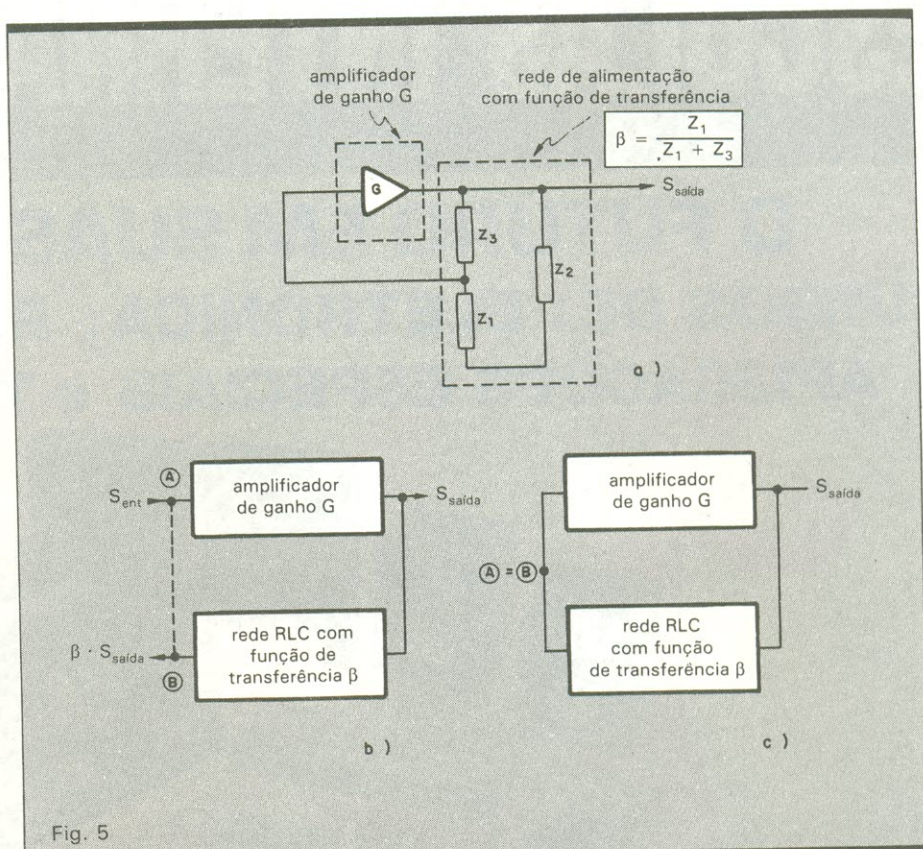 amplificador
de ganho G
rede de alimentação
com função de transferência
β = Z1 / .Z1 + Z3
G
Ssaída
Z3
Z2
Z1
a )
A
Sent
amplificador
de ganho G
Ssaída
β · Ssaída
B
rede RLC com
função de
transferência β
b )
amplificador
de ganho G
Ssaída
A = B
rede RLC
com função
de transferência β
c )
Fig. 5